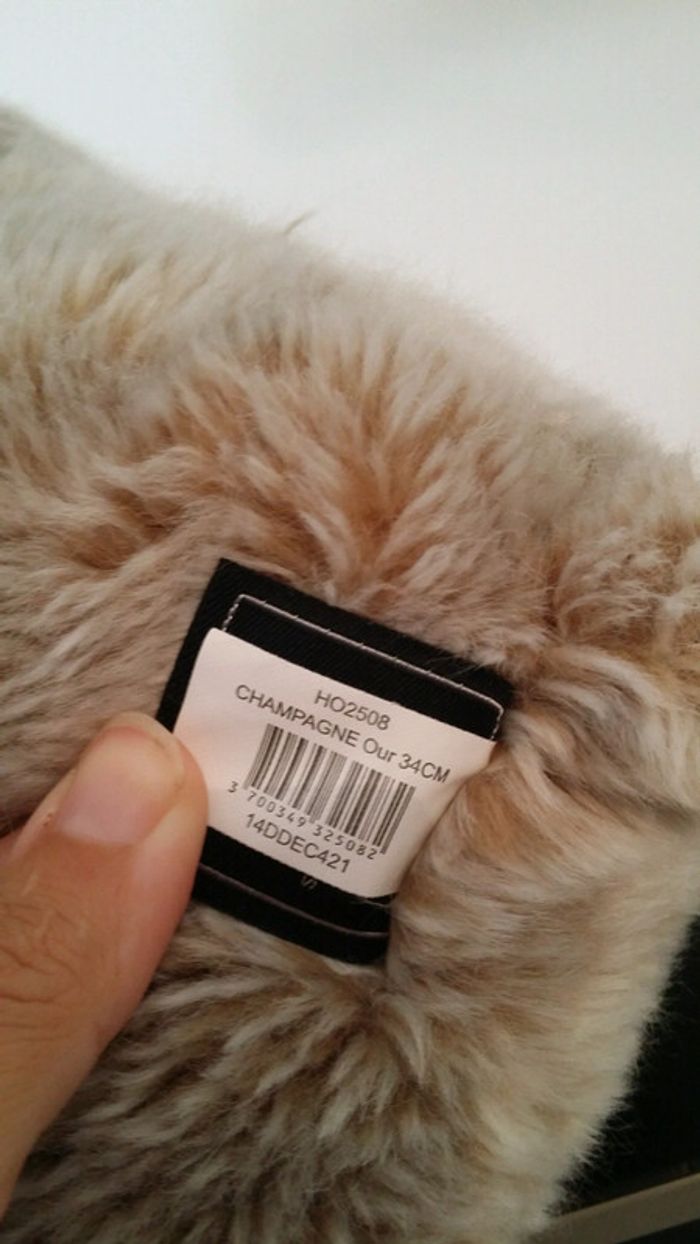 HO2508
CHAMPAGNE Our 34CM
3 700349 325082
14DDEC421